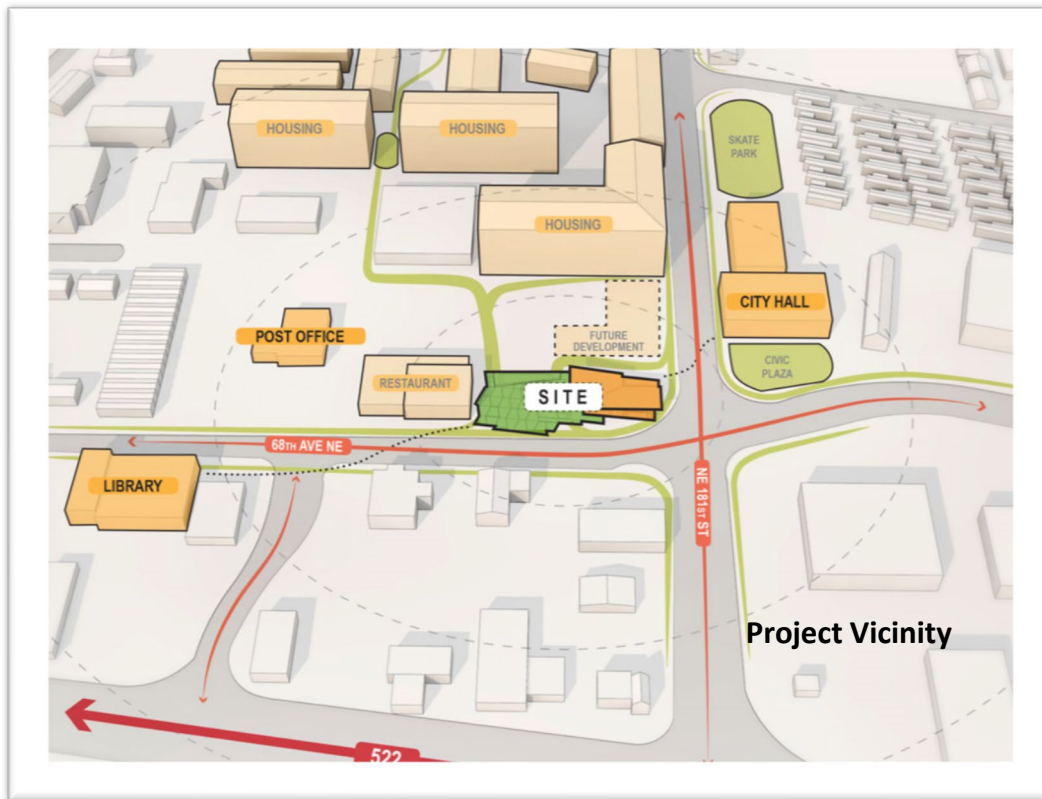 HOUSING
HOUSING
SKATE
PARK
HOUSING
CITY HALL
POST OFFICE
FUTURE
DEVELOPMENT
CIVIC
PLAZA
RESTAURANT
SITE
68TH AVE NE
LIBRARY
NE 181ST ST
Project Vicinity
522